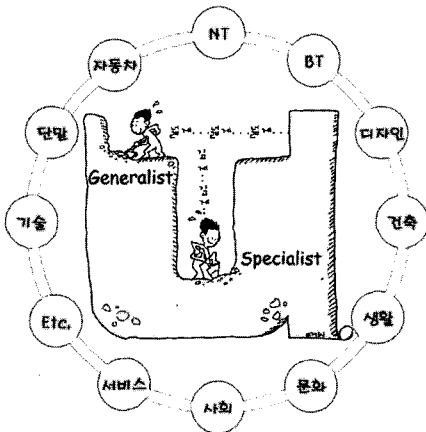 NT
BT
자동차
단말
디자인
Generalist
기술
건축
Specialist
Etc.
생활
서비스
문화
사회